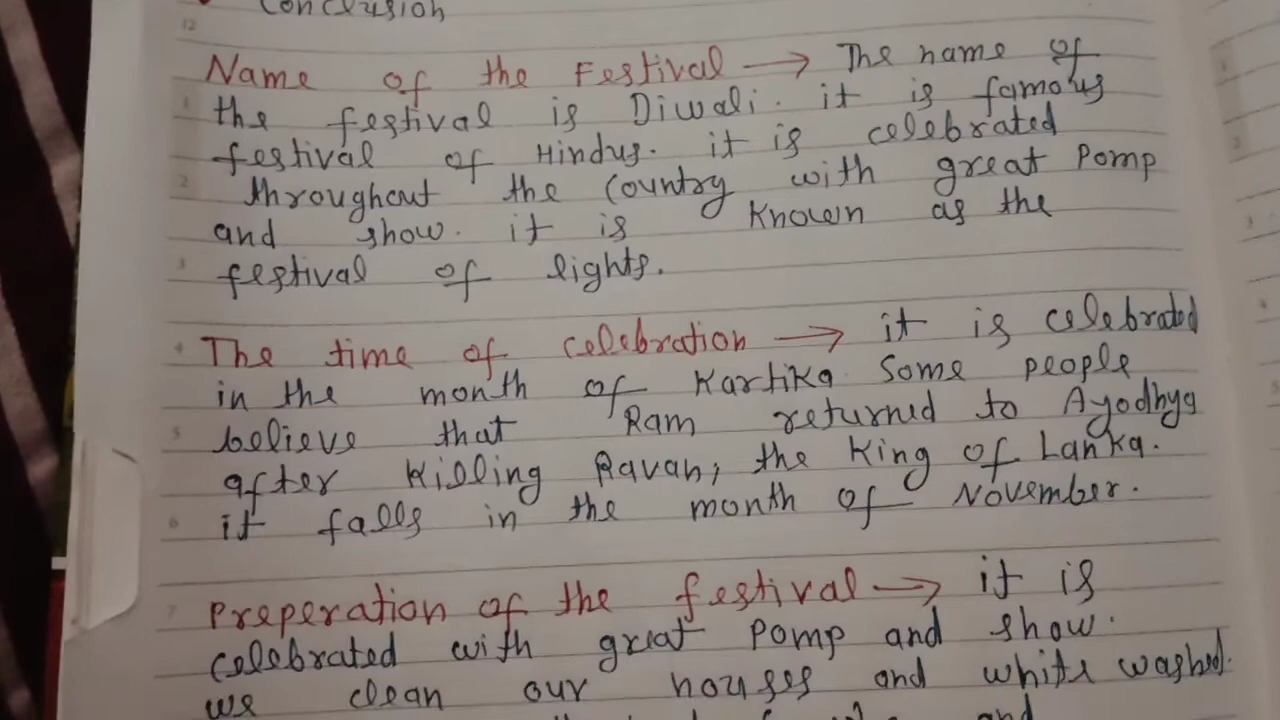 Conclusion
Name of the Festival → The name of
the festival is Diwali. it is famous
festival of Hindus. it is celebrated
throughout the country with great Pomp
and show. it is known as the
festival of lights.
The time of celebration → it is celebrated
in the month of Kartika. Some people
believe that Ram returned to Ayodhya
after killing Ravan, the king of Lanka.
it falls in the month of November.
Preperation of the festival → it is
celebrated with great Pomp and show.
we clean our houses and white washed.
and